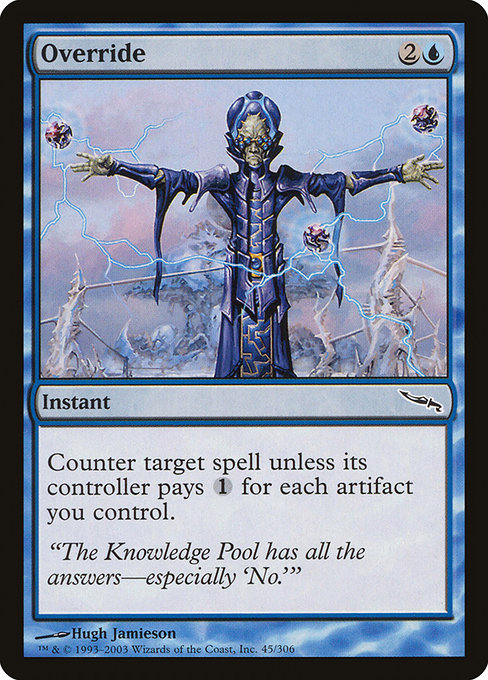 Override 2
Instant
Counter target spell unless its
controller pays 1 for each artifact
you control.
“The Knowledge Pool has all the
answers—especially ‘No.’”
Hugh Jamieson
™ & © 1993–2003 Wizards of the Coast, Inc. 45/306